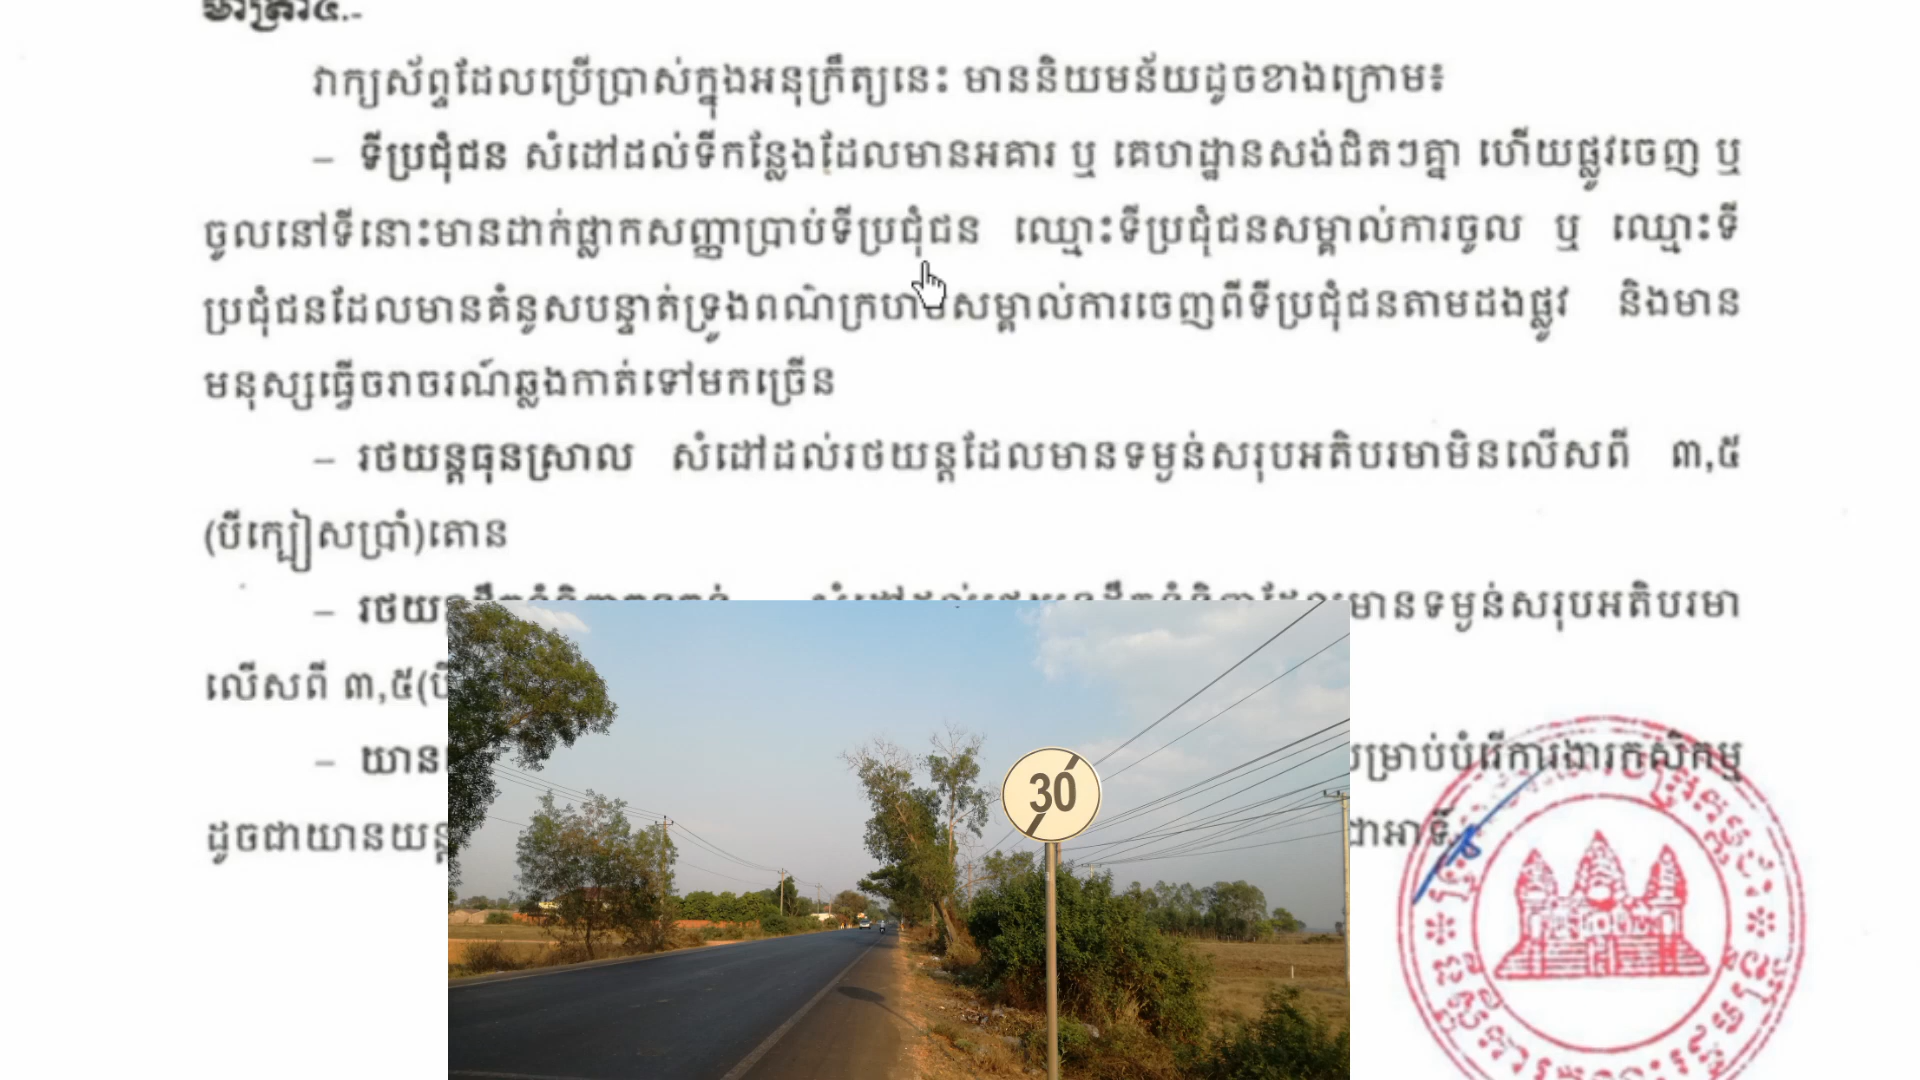 មាត្រា៤.-
វាក្យស័ព្ទដែលប្រើប្រាស់ក្នុងអនុក្រឹត្យនេះ មាននិយមន័យដូចខាងក្រោម៖
– ទីប្រជុំជន សំដៅដល់ទីកន្លែងដែលមានអគារ ឬ គេហដ្ឋានសង់ជិតៗគ្នា ហើយផ្លូវចេញ ឬ
ចូលនៅទីនោះមានដាក់ផ្លាកសញ្ញាប្រាប់ទីប្រជុំជន ឈ្មោះទីប្រជុំជនសម្គាល់ការចូល ឬ ឈ្មោះទី
ប្រជុំជនដែលមានគំនូសបន្ទាត់ទ្រូងពណ៌ក្រហមសម្គាល់ការចេញពីទីប្រជុំជនតាមដងផ្លូវ និងមាន
មនុស្សធ្វើចរាចរណ៍ឆ្លងកាត់ទៅមកច្រើន
– រថយន្តធុនស្រាល សំដៅដល់រថយន្តដែលមានទម្ងន់សរុបអតិបរមាមិនលើសពី ៣,៥
(បីក្បៀសប្រាំ)តោន
– រថយន្ត មានទម្ងន់សរុបអតិបរមា
លើសពី ៣,៥(បី
– យាន សម្រាប់បំរើការងារកសិកម្ម
ដូចជាយានយន្ត ជាអាទិ៍
30